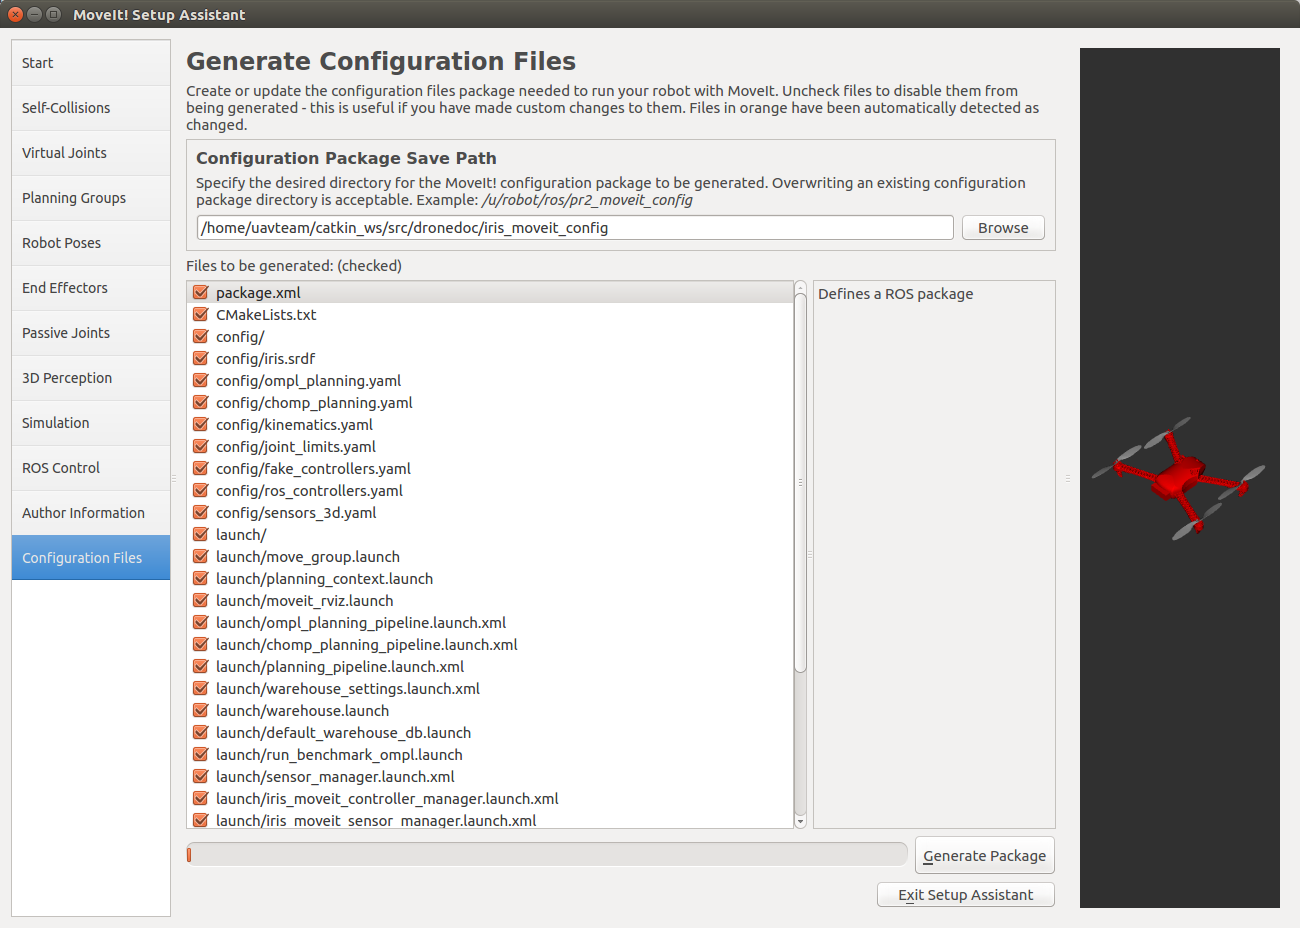 MoveIt! Setup Assistant
Start
Self-Collisions
Virtual Joints
Planning Groups
Robot Poses
End Effectors
Passive Joints
3D Perception
Simulation
ROS Control
Author Information
Configuration Files
Generate Configuration Files
Create or update the configuration files package needed to run your robot with MoveIt. Uncheck files to disable them from
being generated - this is useful if you have made custom changes to them. Files in orange have been automatically detected as
changed.
Configuration Package Save Path
Specify the desired directory for the MoveIt! configuration package to be generated. Overwriting an existing configuration
package directory is acceptable. Example: /u/robot/ros/pr2_moveit_config
/home/uavteam/catkin_ws/src/dronedoc/iris_moveit_config
Browse
Files to be generated: (checked)
package.xml
CMakeLists.txt
config/
config/iris.srdf
config/ompl_planning.yaml
config/chomp_planning.yaml
config/kinematics.yaml
config/joint_limits.yaml
config/fake_controllers.yaml
config/ros_controllers.yaml
config/sensors_3d.yaml
launch/
launch/move_group.launch
launch/planning_context.launch
launch/moveit_rviz.launch
launch/ompl_planning_pipeline.launch.xml
launch/chomp_planning_pipeline.launch.xml
launch/planning_pipeline.launch.xml
launch/warehouse_settings.launch.xml
launch/warehouse.launch
launch/default_warehouse_db.launch
launch/run_benchmark_ompl.launch
launch/sensor_manager.launch.xml
launch/iris_moveit_controller_manager.launch.xml
launch/iris_moveit_sensor_manager.launch.xml
Defines a ROS package
Generate Package
Exit Setup Assistant